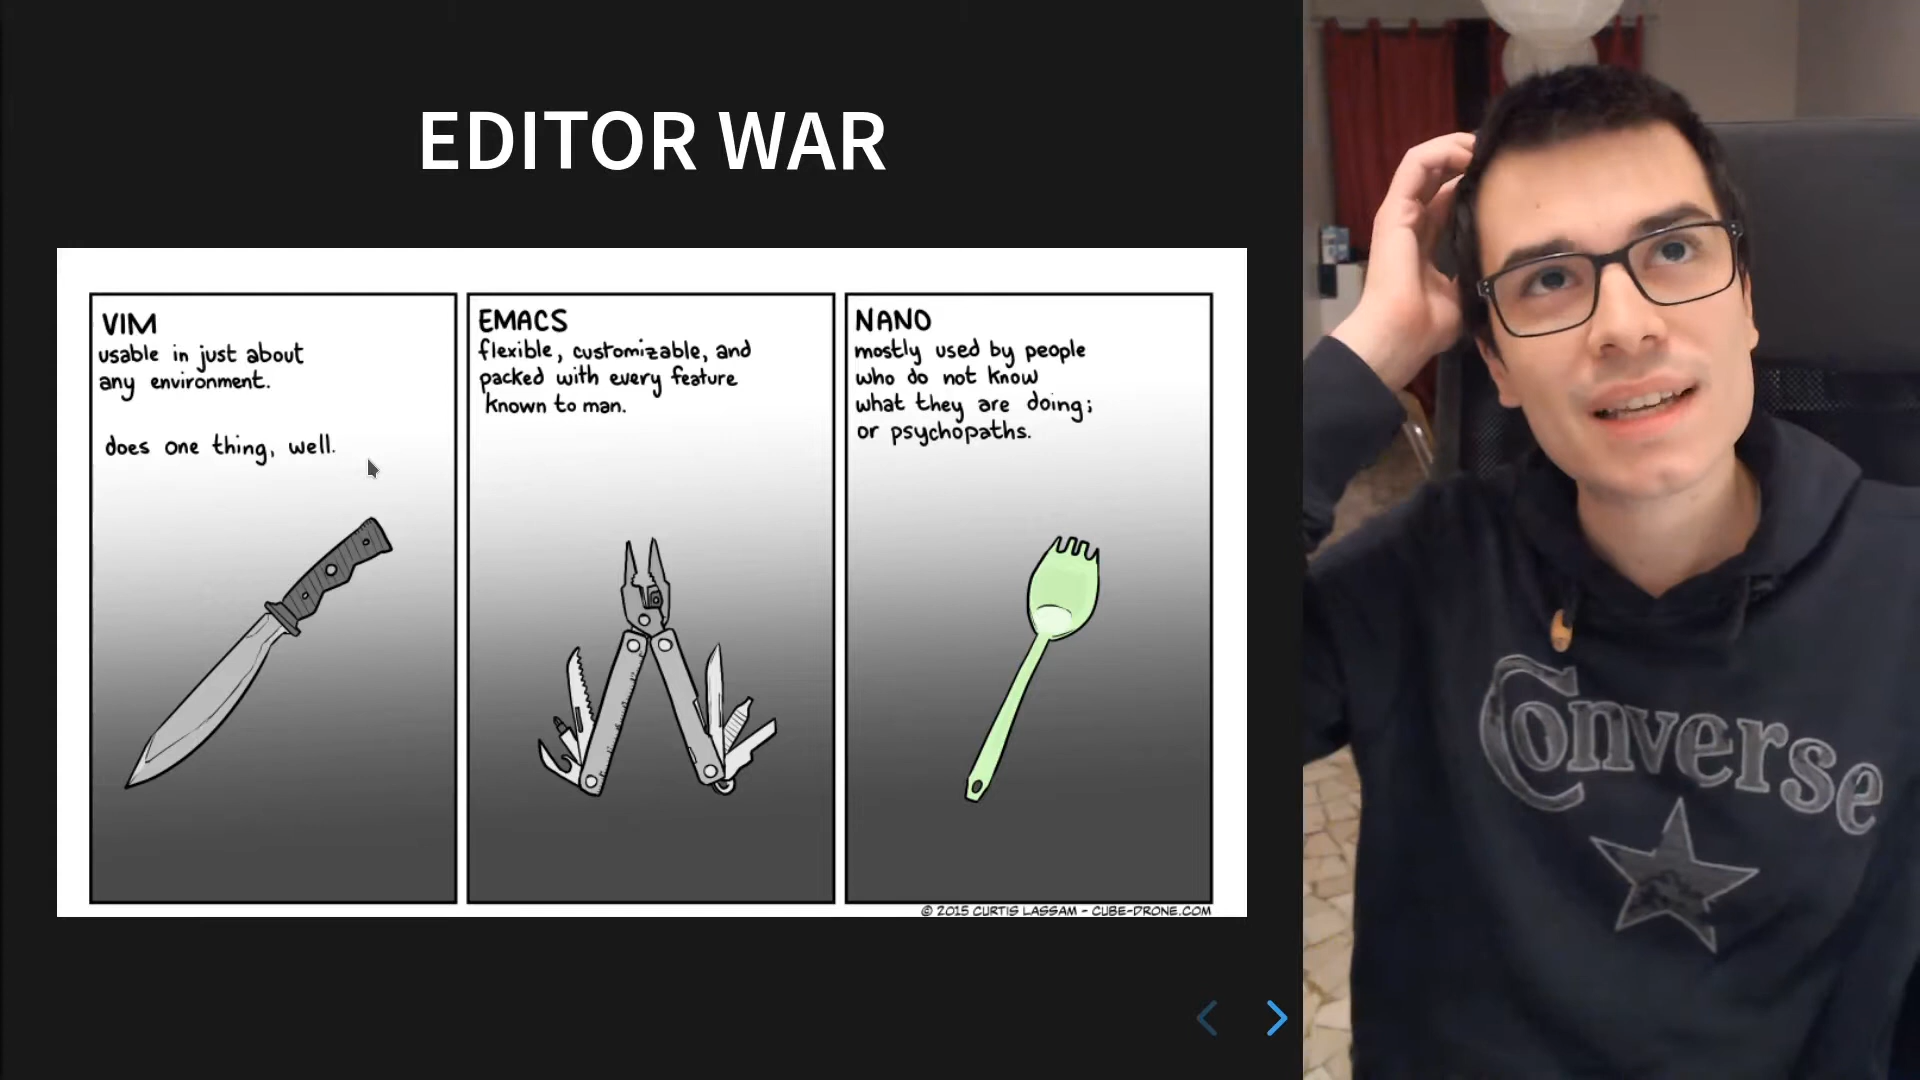 EDITOR WAR
VIM
usable in just about
any environment.
does one thing, well.
EMACS
flexible, customizable, and
packed with every feature
known to man.
NANO
mostly used by people
who do not know
what they are doing;
or psychopaths.
© 2015 CURTIS LASSAM - CUBE-DRONE.COM
Converse